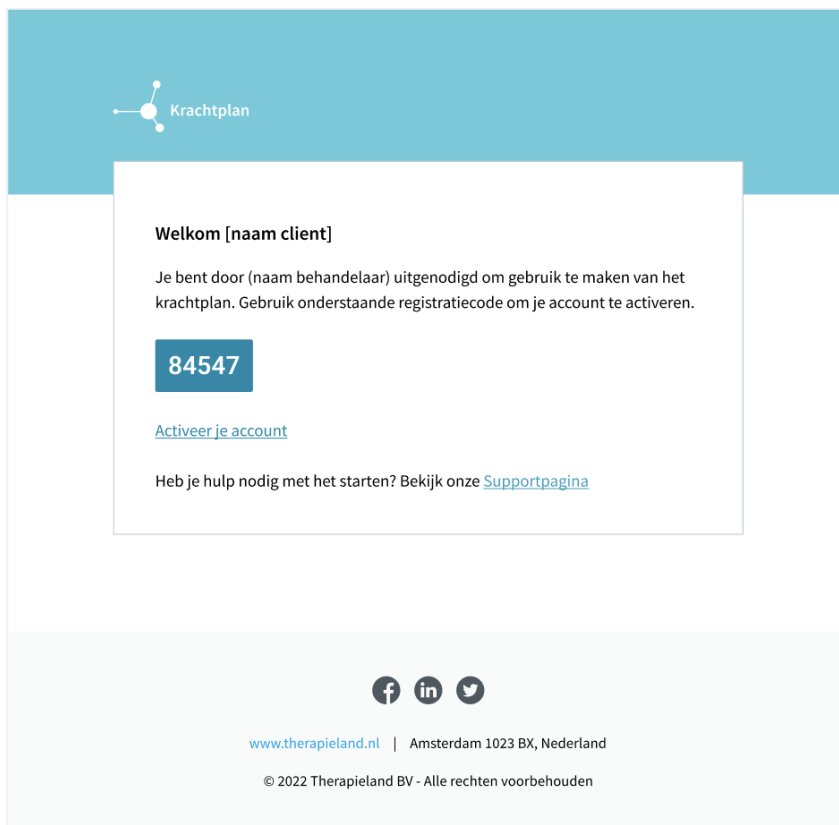 Krachtplan
Welkom [naam client]
Je bent door (naam behandelaar) uitgenodigd om gebruik te maken van het
krachtplan. Gebruik onderstaande registratiecode om je account te activeren.
84547
Activeer je account
Heb je hulp nodig met het starten? Bekijk onze Supportpagina
www.therapieland.nl | Amsterdam 1023 BX, Nederland
© 2022 Therapieland BV - Alle rechten voorbehouden